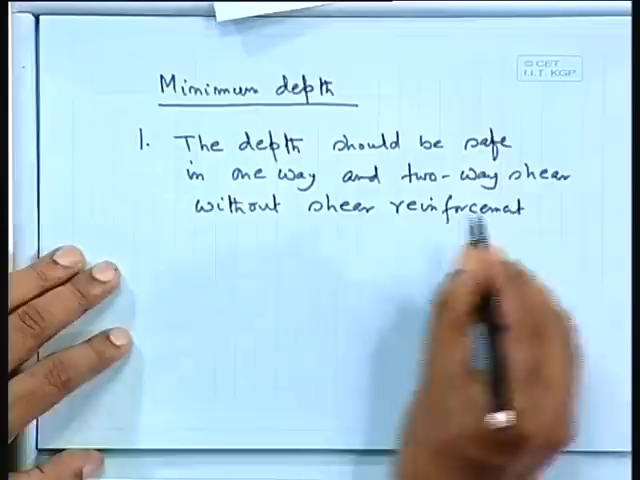 © CET
I.I.T. KGP
Minimum depth
1. The depth should be safe
in one way and two-way shear
without shear reinforcement